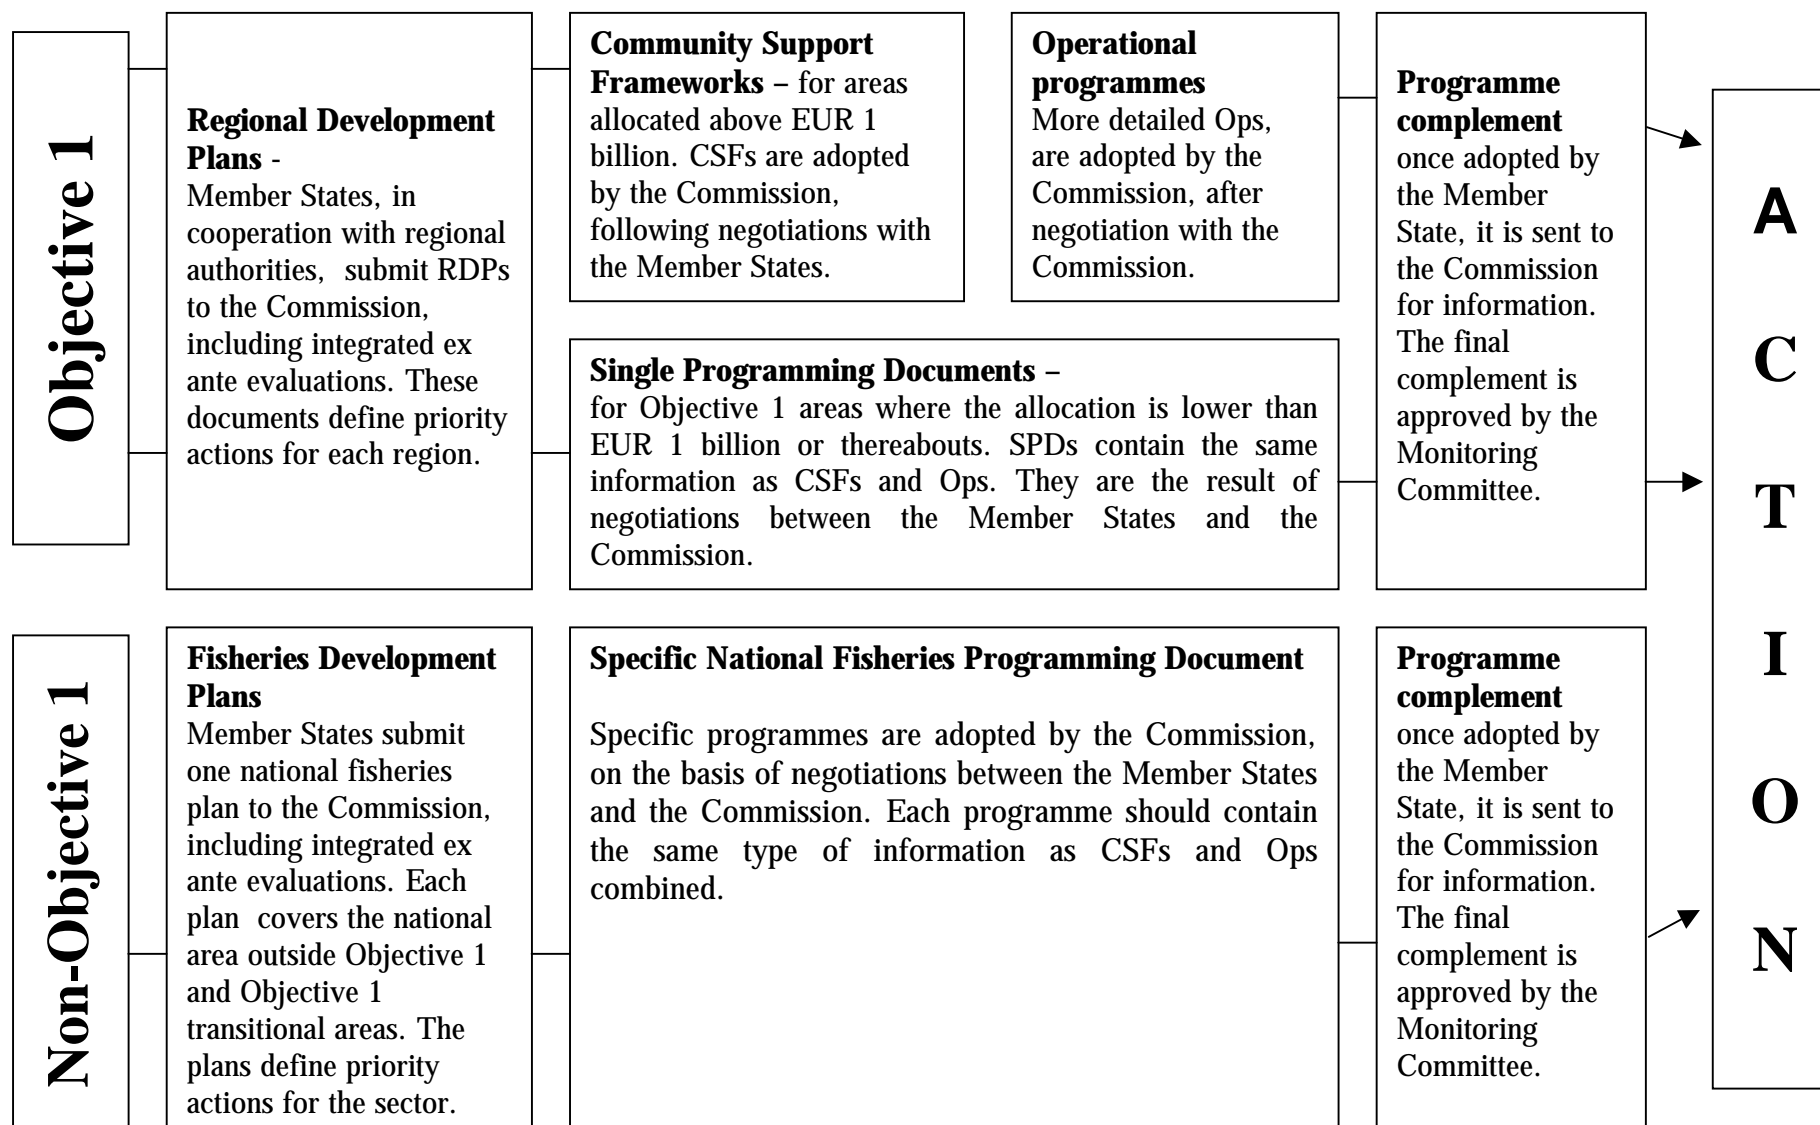 Objective 1
Regional Development
Plans -
Member States, in
cooperation with regional
authorities, submit RDPs
to the Commission,
including integrated ex
ante evaluations. These
documents define priority
actions for each region.
Community Support
Frameworks – for areas
allocated above EUR 1
billion. CSFs are adopted
by the Commission,
following negotiations with
the Member States.
Operational
programmes
More detailed Ops,
are adopted by the
Commission, after
negotiation with the
Commission.
Single Programming Documents –
for Objective 1 areas where the allocation is lower than
EUR 1 billion or thereabouts. SPDs contain the same
information as CSFs and Ops. They are the result of
negotiations between the Member States and the
Commission.
Programme
complement
once adopted by
the Member
State, it is sent to
the Commission
for information.
The final
complement is
approved by the
Monitoring
Committee.
Non-Objective 1
Fisheries Development
Plans
Member States submit
one national fisheries
plan to the Commission,
including integrated ex
ante evaluations. Each
plan covers the national
area outside Objective 1
and Objective 1
transitional areas. The
plans define priority
actions for the sector.
Specific National Fisheries Programming Document
Specific programmes are adopted by the Commission,
on the basis of negotiations between the Member States
and the Commission. Each programme should contain
the same type of information as CSFs and Ops
combined.
Programme
complement
once adopted by
the Member
State, it is sent to
the Commission
for information.
The final
complement is
approved by the
Monitoring
Committee.
A
C
T
I
O
N